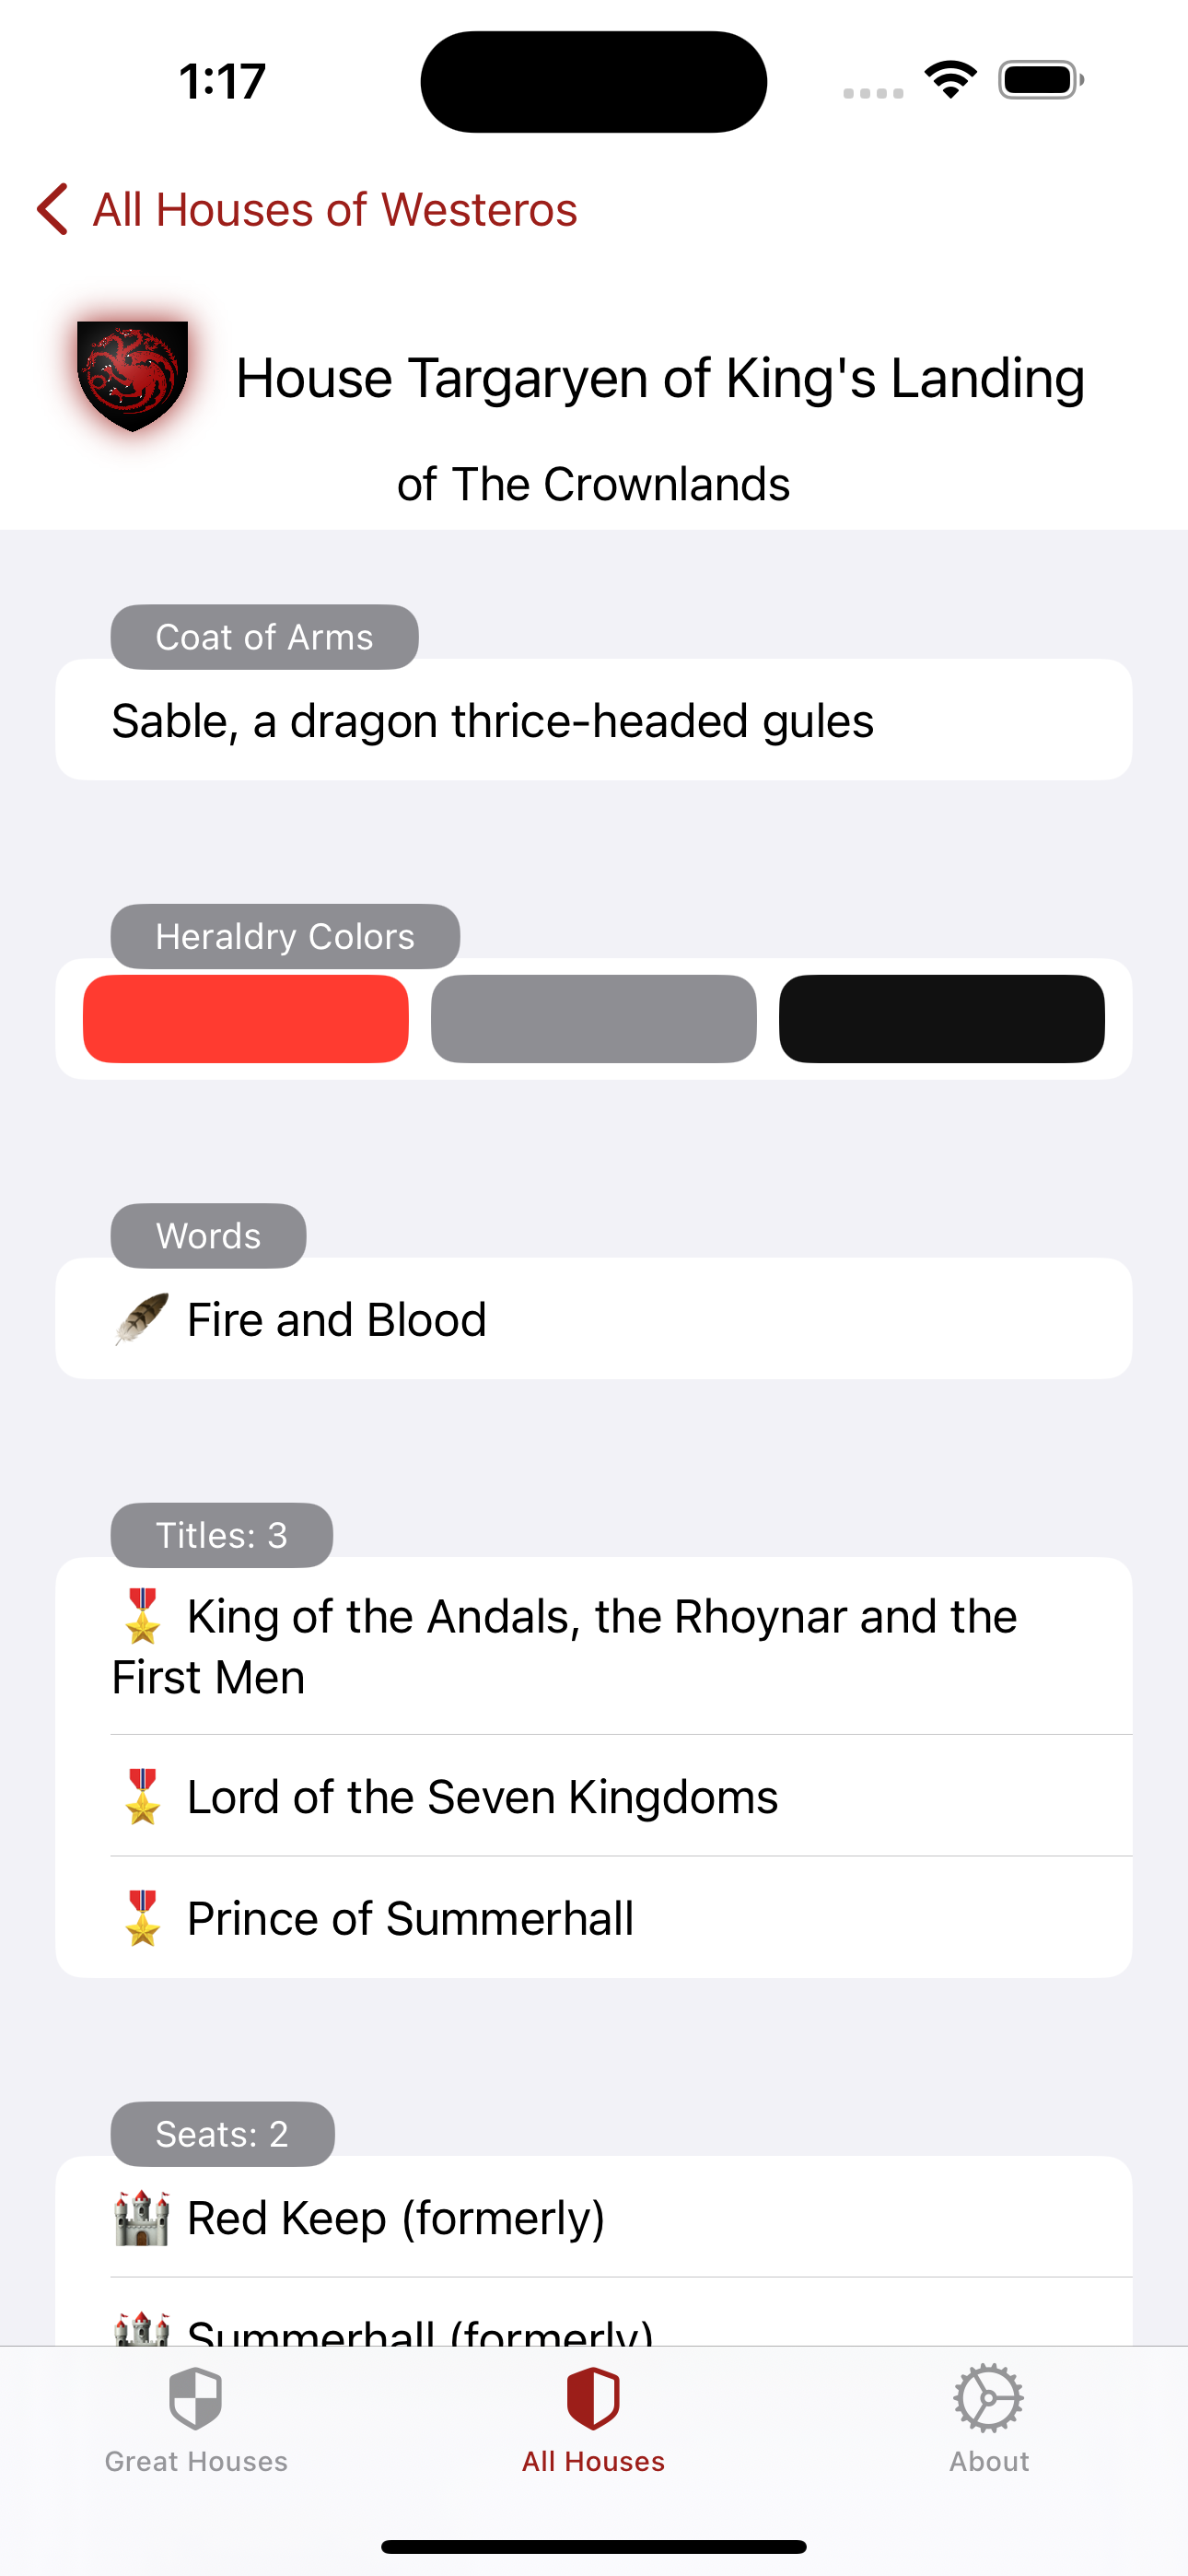 1:17
All Houses of Westeros
House Targaryen of King's Landing
of The Crownlands
Coat of Arms
Sable, a dragon thrice-headed gules
Heraldry Colors
Words
Fire and Blood
Titles: 3
King of the Andals, the Rhoynar and the
First Men
Lord of the Seven Kingdoms
Prince of Summerhall
Seats: 2
Red Keep (formerly)
Summerhall (formerly)
Great Houses
All Houses
About